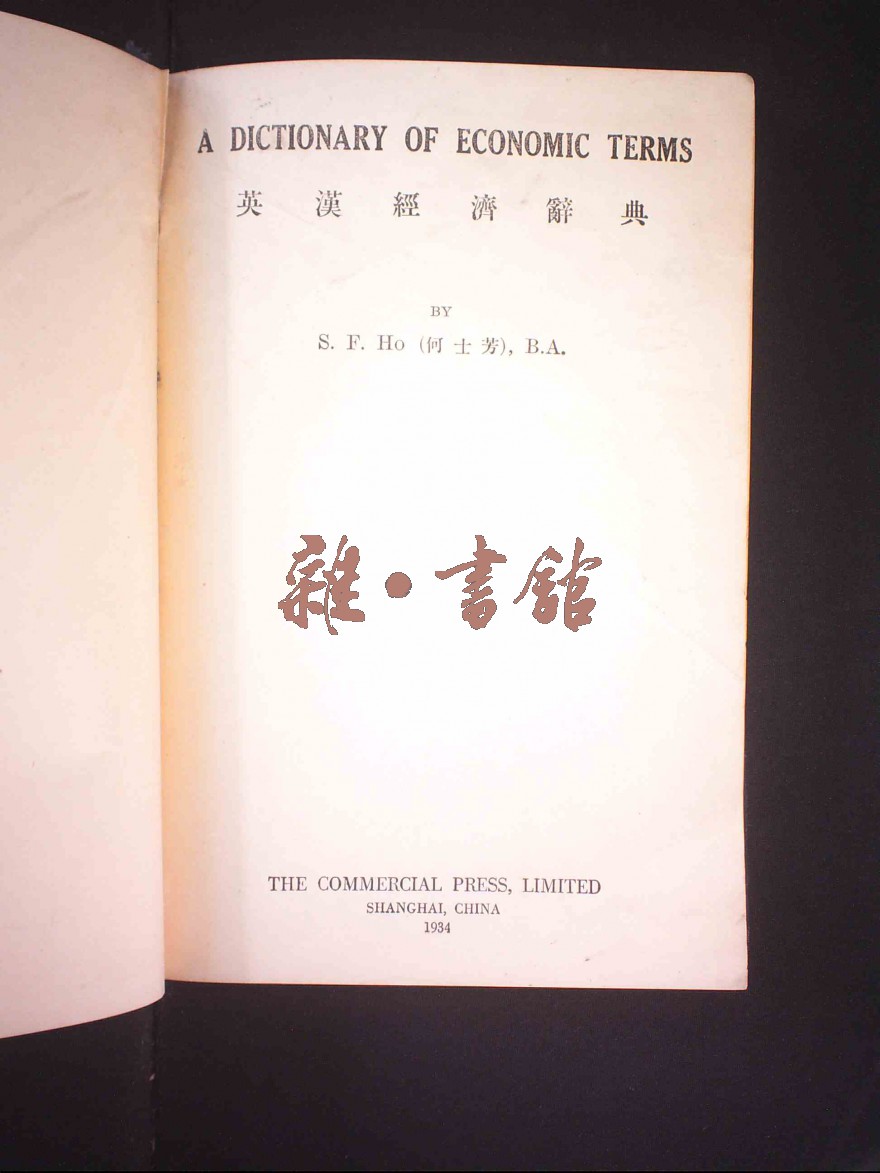 A DICTIONARY OF ECONOMIC TERMS
英漢經濟辭典
BY
S. F. Ho (何士芳), B.A.
雜·書館
THE COMMERCIAL PRESS, LIMITED
SHANGHAI, CHINA
1934